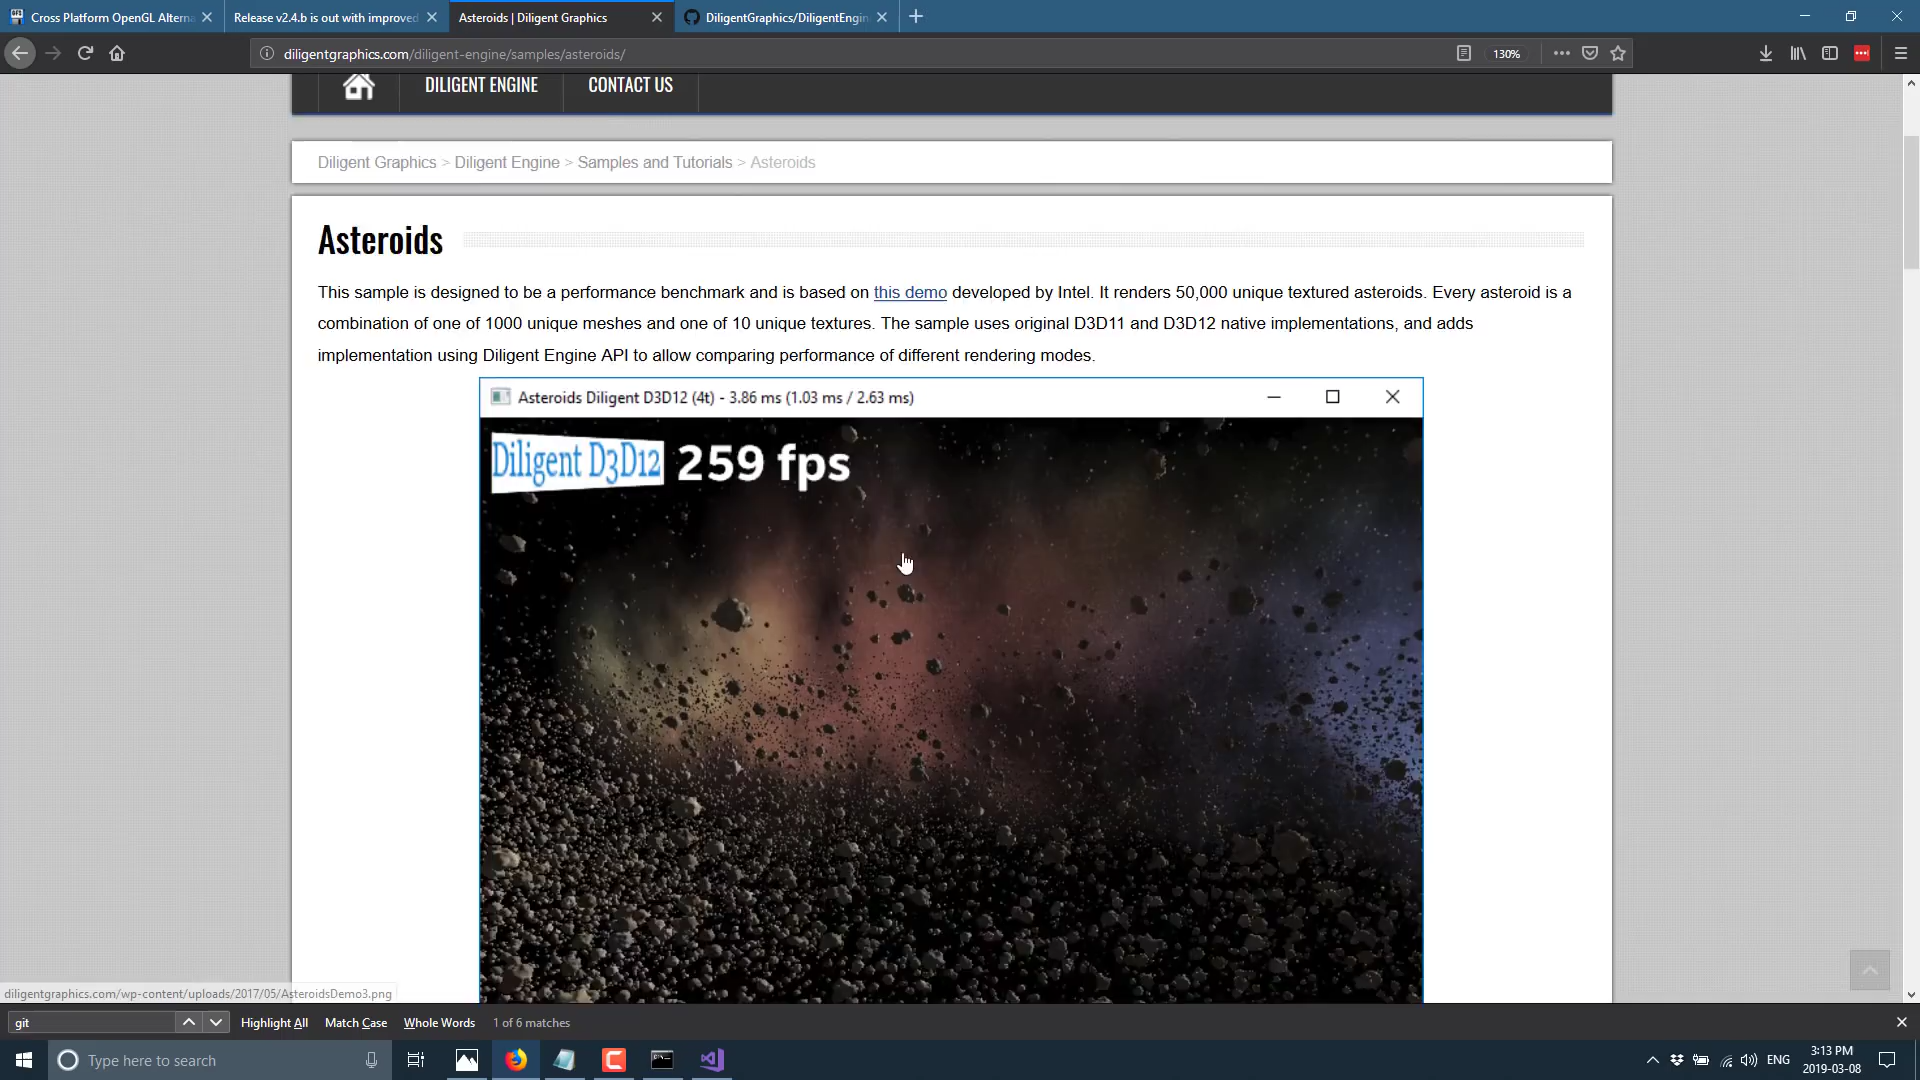 Cross Platform OpenGL Alterna
Release v2.4.b is out with improved
Asteroids | Diligent Graphics
DiligentGraphics/DiligentEngin
diligentgraphics.com/diligent-engine/samples/asteroids/
130%
DILIGENT ENGINE
CONTACT US
Diligent Graphics > Diligent Engine > Samples and Tutorials > Asteroids
Asteroids
This sample is designed to be a performance benchmark and is based on this demo developed by Intel. It renders 50,000 unique textured asteroids. Every asteroid is a
combination of one of 1000 unique meshes and one of 10 unique textures. The sample uses original D3D11 and D3D12 native implementations, and adds
implementation using Diligent Engine API to allow comparing performance of different rendering modes.
Asteroids Diligent D3D12 (4t) - 3.86 ms (1.03 ms / 2.63 ms)
Diligent D3D12 259 fps
diligentgraphics.com/wp-content/uploads/2017/05/AsteroidsDemo3.png
git
Highlight All
Match Case
Whole Words
1 of 6 matches
Type here to search
ENG
3:13 PM
2019-03-08